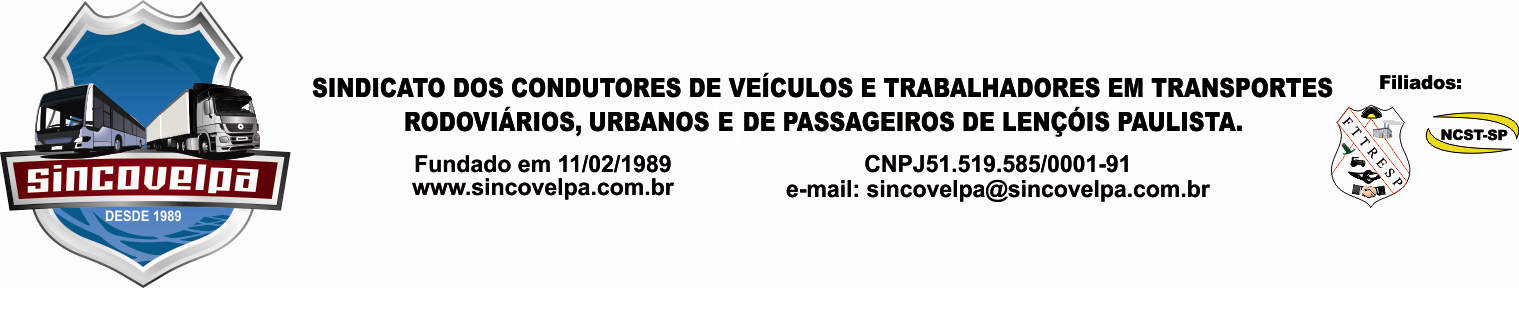 sincovelpa
DESDE 1989
SINDICATO DOS CONDUTORES DE VEÍCULOS E TRABALHADORES EM TRANSPORTES
RODOVIÁRIOS, URBANOS E DE PASSAGEIROS DE LENÇÓIS PAULISTA.
Fundado em 11/02/1989
CNPJ51.519.585/0001-91
www.sincovelpa.com.br
e-mail: sincovelpa@sincovelpa.com.br
Filiados:
FTTRESP
NCST-SP